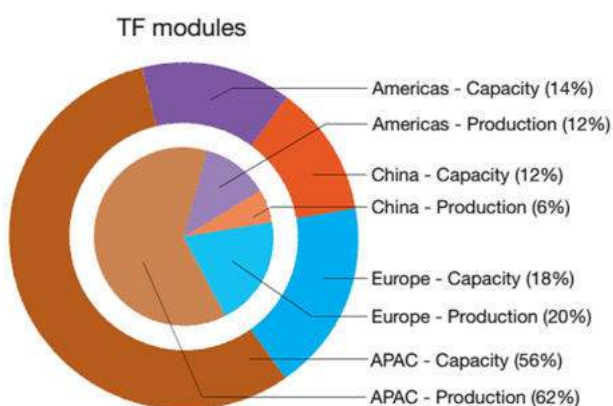 TF modules
Americas - Capacity (14%)
Americas - Production (12%)
China - Capacity (12%)
China - Production (6%)
Europe - Capacity (18%)
Europe - Production (20%)
APAC - Capacity (56%)
APAC - Production (62%)